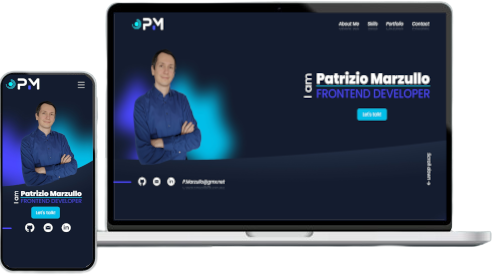 PM
About Me Skills Portfolio Contact
I am
Patrizio Marzullo
FRONTEND DEVELOPER
Let's talk!
Scroll down
P.Marzullo@gmx.net
PM
I am
Patrizio Marzullo
FRONTEND DEVELOPER
Let's talk!